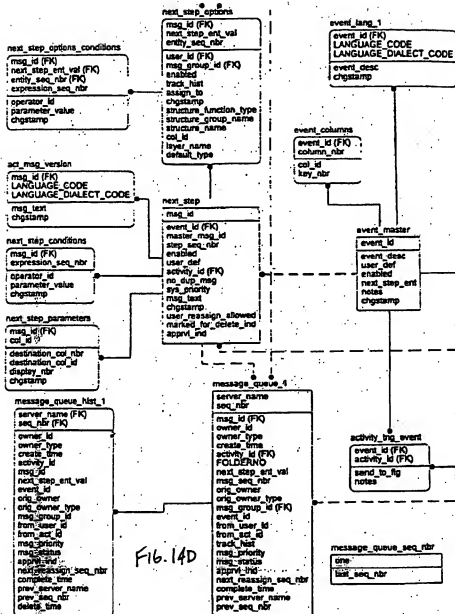 next_step_options
msg_id
next_step_ent_val
entity_seq_nbr
user_id (FK)
msg_group_id (FK)
enabled
track_hist
assign_to
chgstamp
structure_function_type
structure_group_name
structure_name
col_id
layer_name
default_type
event_lang_1
event_id (FK)
LANGUAGE_CODE
LANGUAGE_DIALECT_CODE
event_desc
chgstamp
next_step_options_conditions
msg_id (FK)
next_step_ent_val (FK)
entity_seq_nbr (FK)
expression_seq_nbr
operator_id
parameter_value
chgstamp
event_columns
event_id (FK)
column_nbr
col_id
key_nbr
act_msg_version
msg_id (FK)
LANGUAGE_CODE
LANGUAGE_DIALECT_CODE
msg_text
chgstamp
next_step
msg_id
event_id (FK)
master_msg_id
step_seq_nbr
enabled
user_def
activity_id (FK)
no_dup_msg
sys_priority
msg_text
chgstamp
user_reassign_allowed
marked_for_delete_ind
apprvl_ind
event_master
event_id
event_desc
user_def
enabled
next_step_ent
notes
chgstamp
next_step_conditions
msg_id (FK)
expression_seq_nbr
operator_id
parameter_value
chgstamp
next_step_parameters
msg_id (FK)
col_id
destination_col_nbr
destination_col_id
display_nbr
chgstamp
message_queue_hist_1
server_name (FK)
seq_nbr (FK)
owner_id
owner_type
create_time
activity_id
msg_id
next_step_ent_val
event_id
orig_owner
orig_owner_type
msg_group_id
from_user_id
from_act_id
msg_priority
msg_status
apprvl_ind
next_reassign_seq_nbr
complete_time
prev_server_name
prev_seq_nbr
delete_time
FIG. 14D
message_queue_4
server_name
seq_nbr
msg_id (FK)
owner_id
owner_type
create_time
activity_id (FK)
FOLDERNO
next_step_ent_val
msg_seq_nbr
orig_owner
orig_owner_type
msg_group_id (FK)
event_id
from_user_id
from_act_id
track_hist
msg_priority
msg_status
apprvl_ind
next_reassign_seq_nbr
complete_time
prev_server_name
prev_seq_nbr
activity_trig_event
event_id (FK)
activity_id (FK)
send_to_flg
notes
message_queue_seq_nbr
one
last_seq_nbr